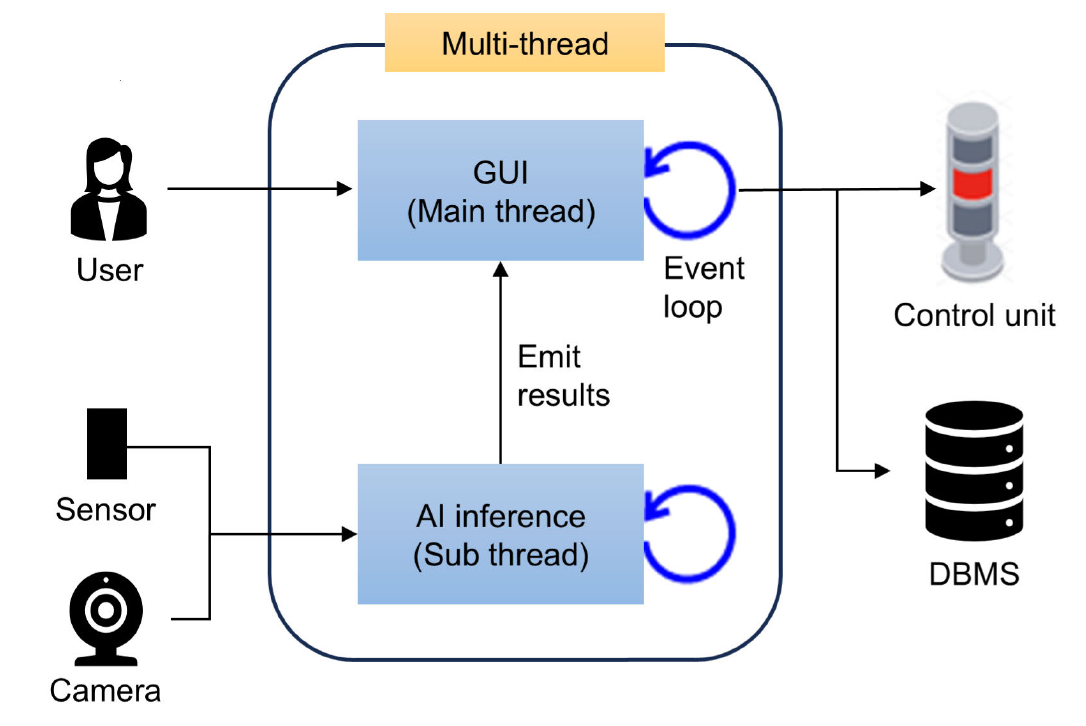 Multi-thread
GUI
(Main thread)
User
Event
loop
Control unit
Emit
results
Sensor
AI inference
(Sub thread)
DBMS
Camera